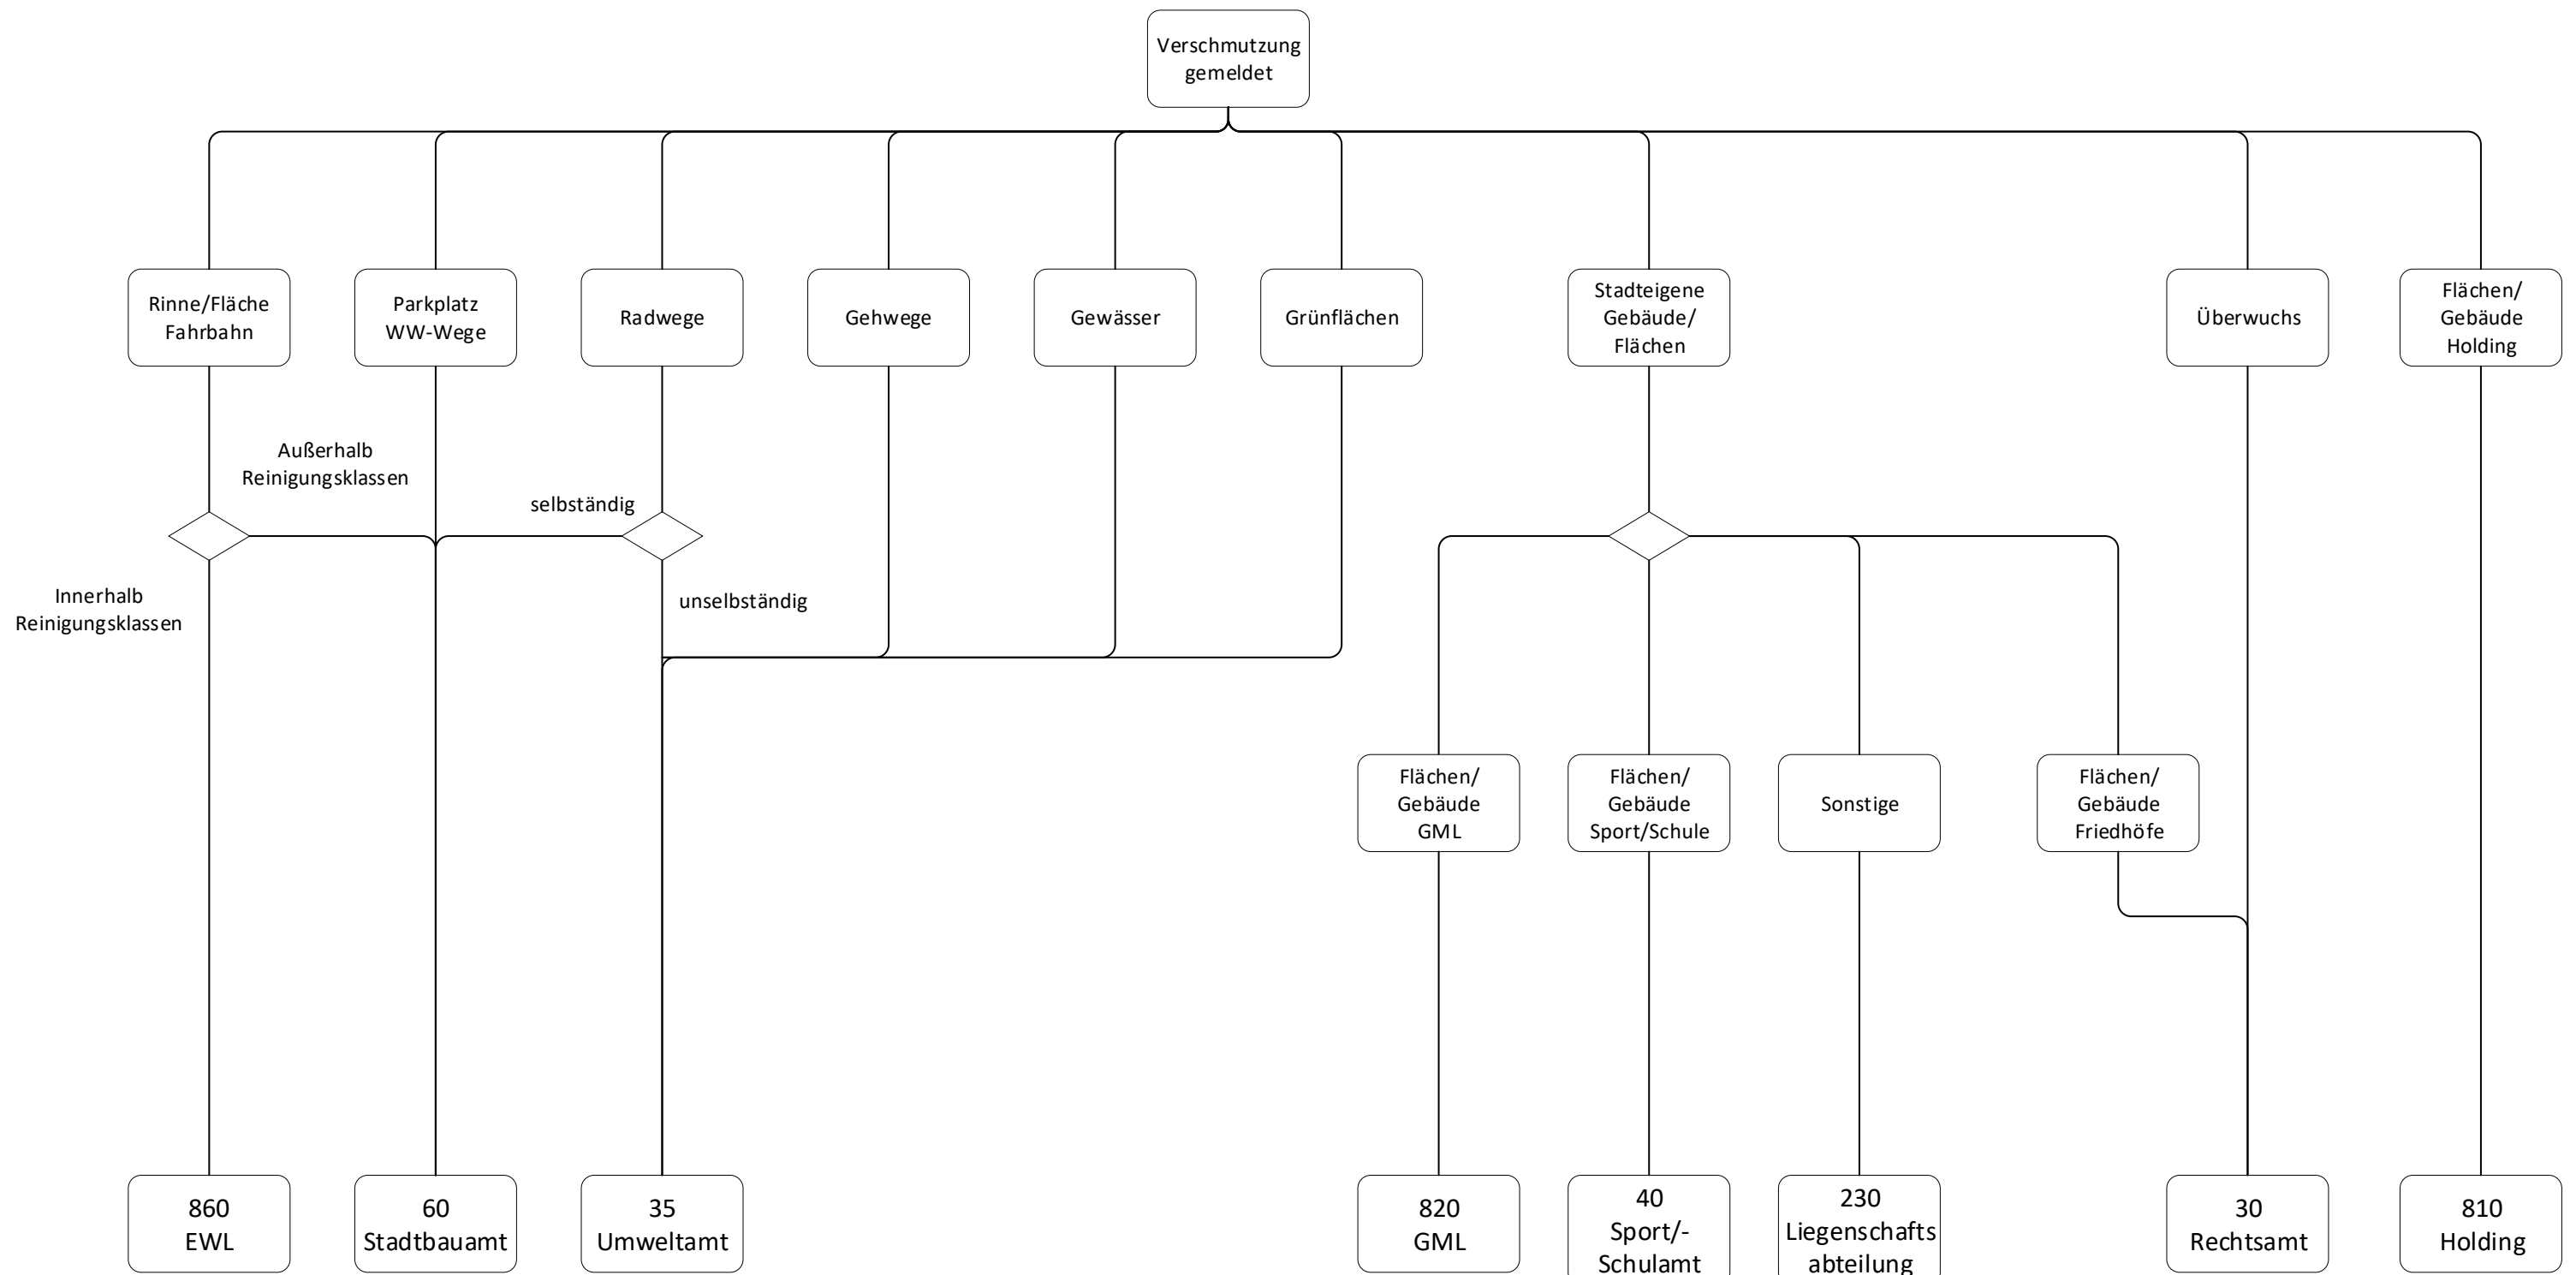 Verschmutzung
gemeldet
Rinne/Fläche
Fahrbahn
Parkplatz
WW-Wege
Radwege
Gehwege
Gewässer
Grünflächen
Stadteigene
Gebäude/
Flächen
Überwuchs
Flächen/
Gebäude
Holding
Außerhalb
Reinigungsklassen
selbständig
Innerhalb
Reinigungsklassen
unselbständig
Flächen/
Gebäude
GML
Flächen/
Gebäude
Sport/Schule
Sonstige
Flächen/
Gebäude
Friedhöfe
860
EWL
60
Stadtbauamt
35
Umweltamt
820
GML
40
Sport/-
Schulamt
230
Liegenschafts
abteilung
30
Rechtsamt
810
Holding